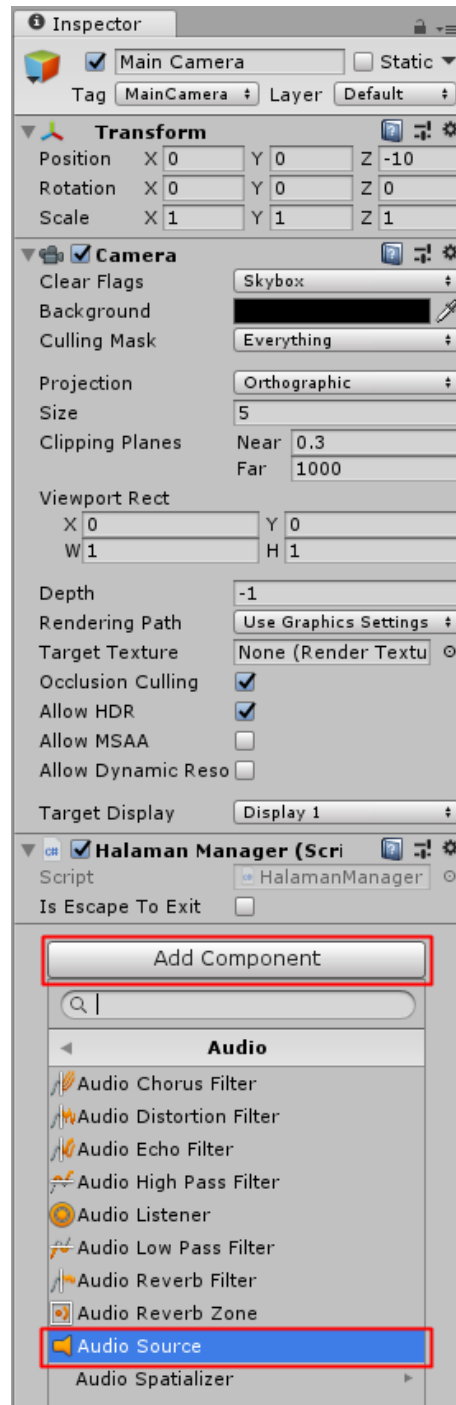 Inspector
Main Camera Static
Tag MainCamera Layer Default
Transform
Position X 0 Y 0 Z -10
Rotation X 0 Y 0 Z 0
Scale X 1 Y 1 Z 1
Camera
Clear Flags Skybox
Background
Culling Mask Everything
Projection Orthographic
Size 5
Clipping Planes Near 0.3
Far 1000
Viewport Rect
X 0 Y 0
W 1 H 1
Depth -1
Rendering Path Use Graphics Settings
Target Texture None (Render Textu
Occlusion Culling
Allow HDR
Allow MSAA
Allow Dynamic Reso
Target Display Display 1
C# Halaman Manager (Scri
Script HalamanManager
Is Escape To Exit
Add Component
Audio
Audio Chorus Filter
Audio Distortion Filter
Audio Echo Filter
Audio High Pass Filter
Audio Listener
Audio Low Pass Filter
Audio Reverb Filter
Audio Reverb Zone
Audio Source
Audio Spatializer